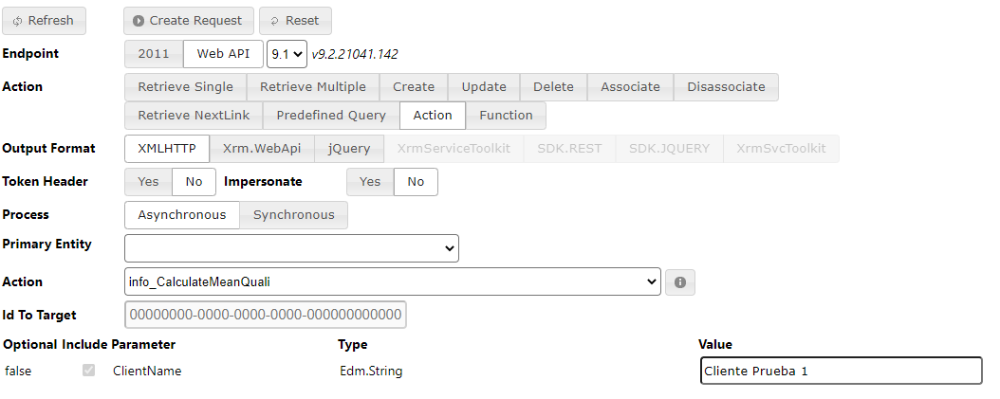 Refresh Create Request Reset
Endpoint 2011 Web API 9.1 v9.2.21041.142
Action Retrieve Single Retrieve Multiple Create Update Delete Associate Disassociate
Retrieve NextLink Predefined Query Action Function
Output Format XMLHTTP Xrm.WebApi jQuery XrmServiceToolkit SDK.REST SDK.JQUERY XrmSvcToolkit
Token Header Yes No Impersonate Yes No
Process Asynchronous Synchronous
Primary Entity
Action info_CalculateMeanQuali
Id To Target 00000000-0000-0000-0000-000000000000
Optional Include Parameter Type Value
false ClientName Edm.String Cliente Prueba 1